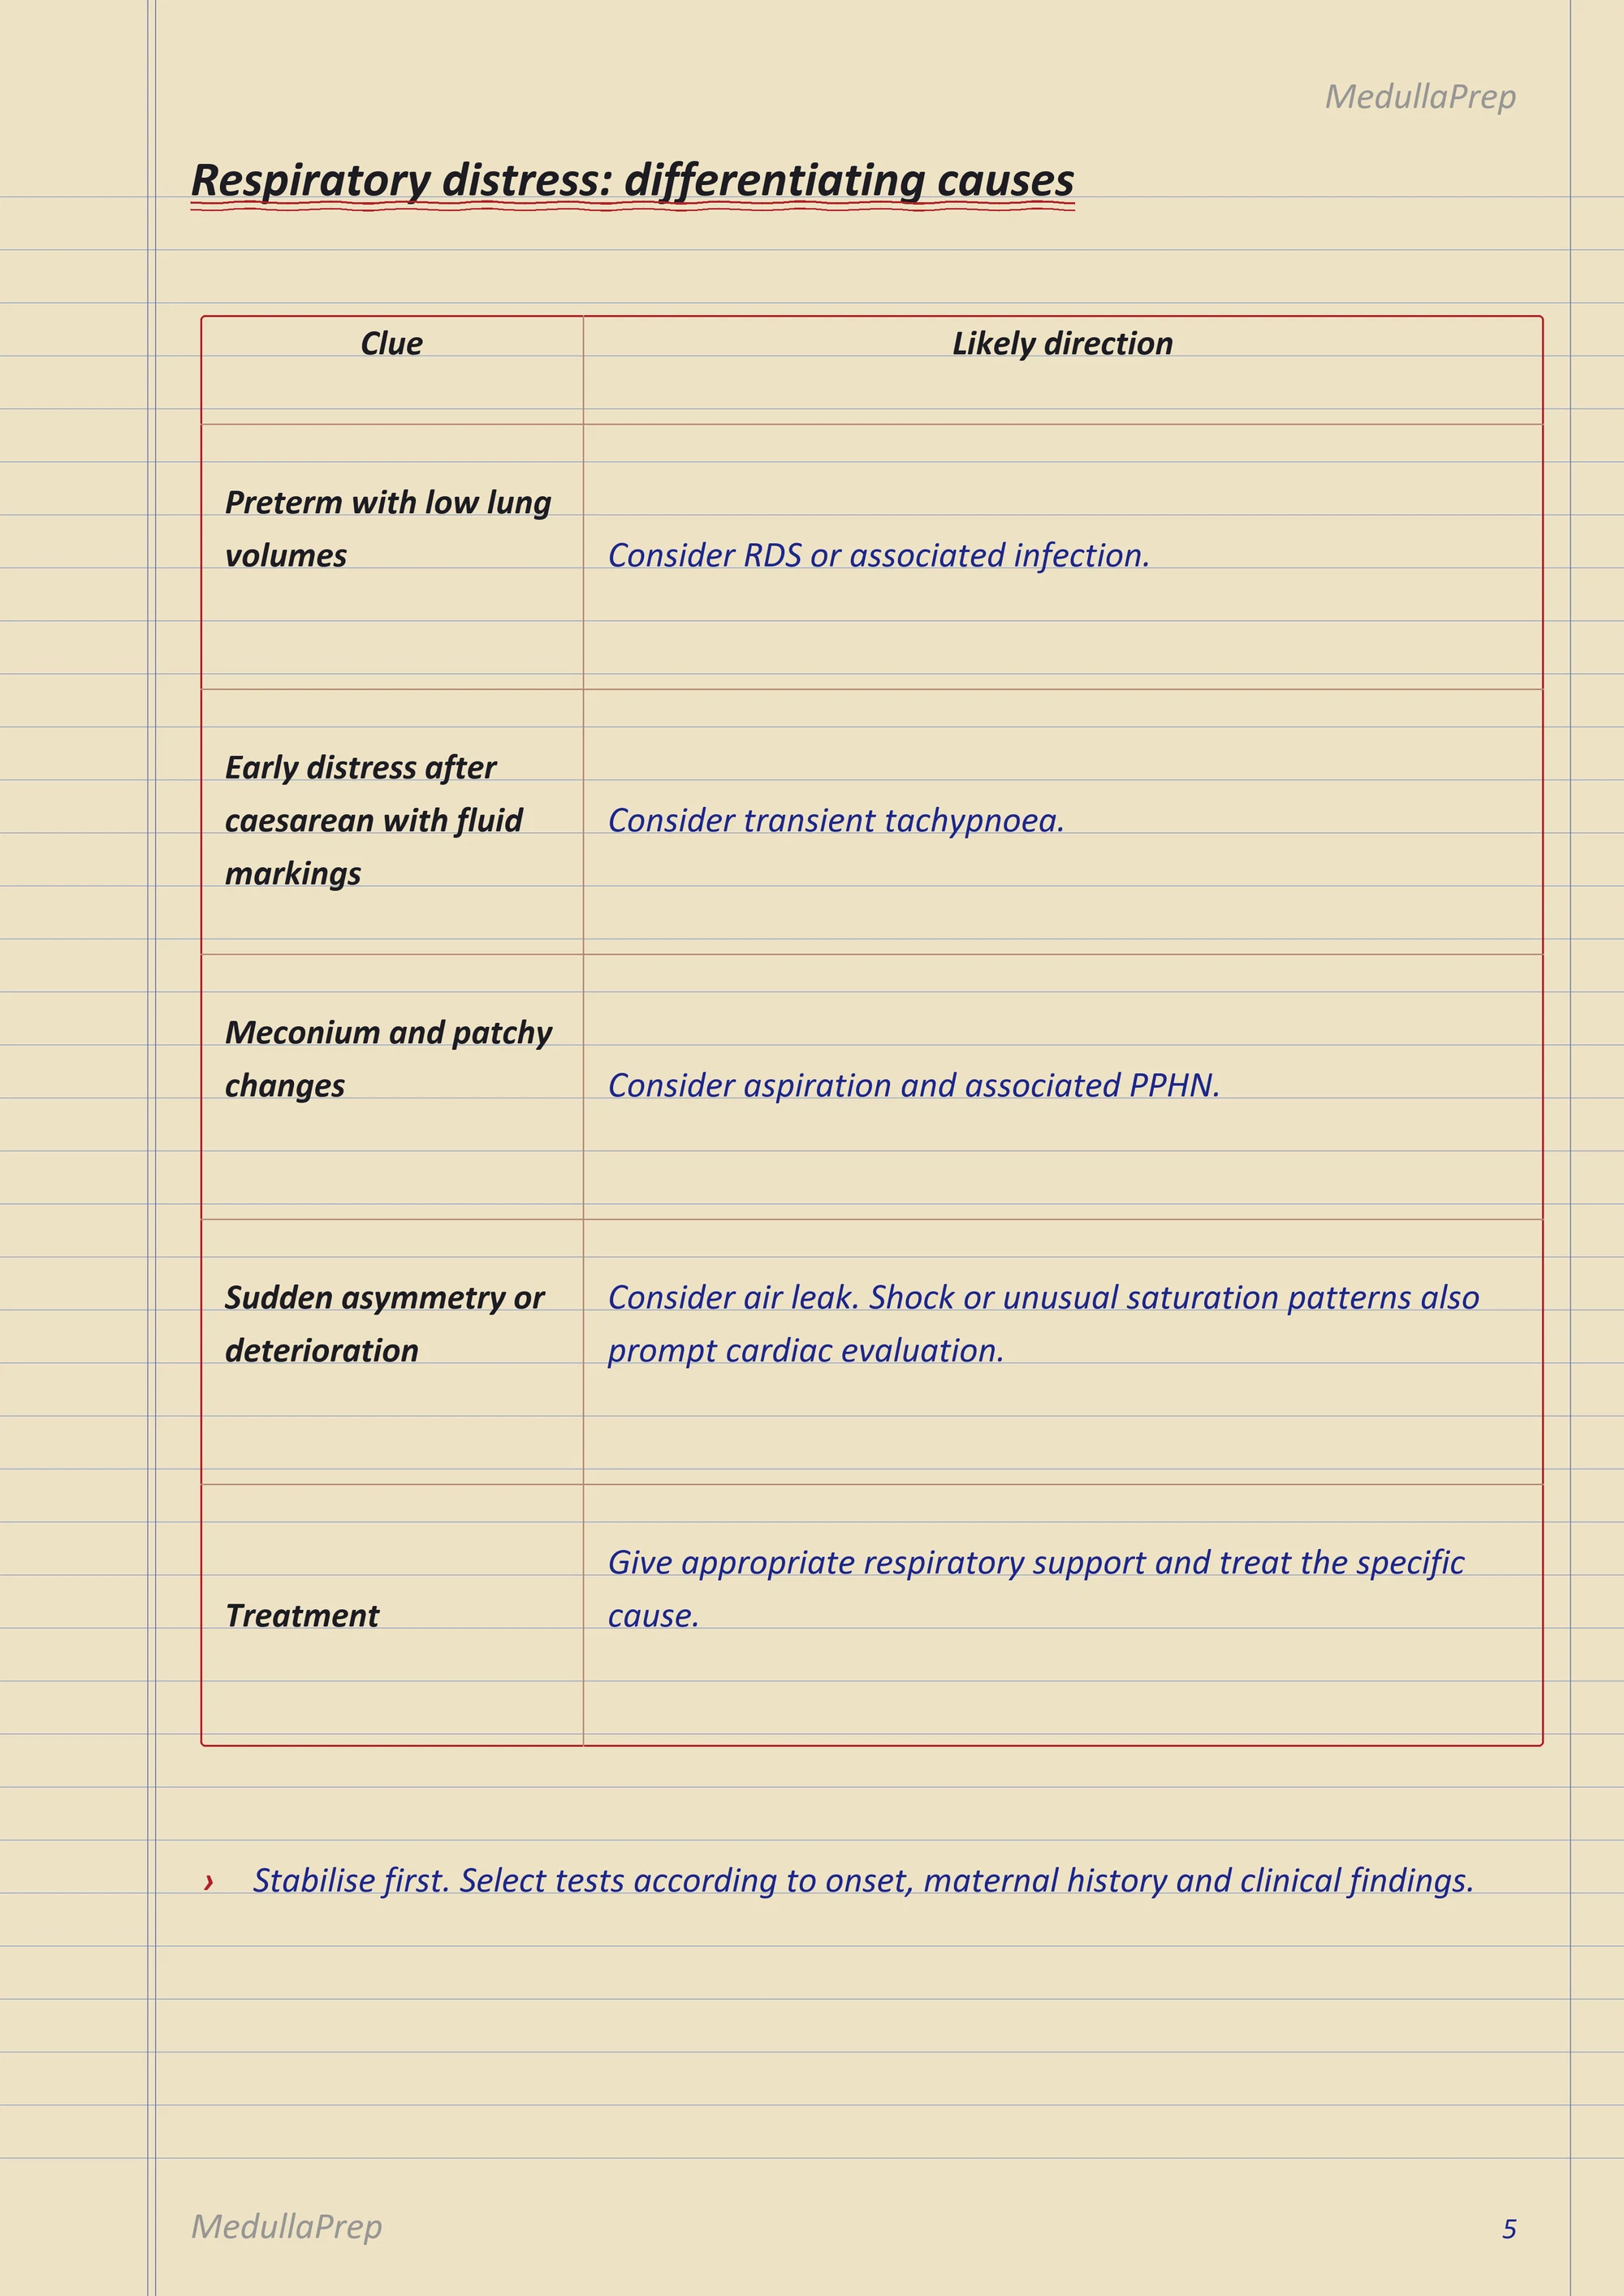 MedullaPrep
Respiratory distress: differentiating causes
Clue
Likely direction
Preterm with low lung
volumes
Consider RDS or associated infection.
Early distress after
caesarean with fluid
markings
Consider transient tachypnoea.
Meconium and patchy
changes
Consider aspiration and associated PPHN.
Sudden asymmetry or
deterioration
Consider air leak. Shock or unusual saturation patterns also
prompt cardiac evaluation.
Treatment
Give appropriate respiratory support and treat the specific
cause.
› Stabilise first. Select tests according to onset, maternal history and clinical findings.
MedullaPrep
5